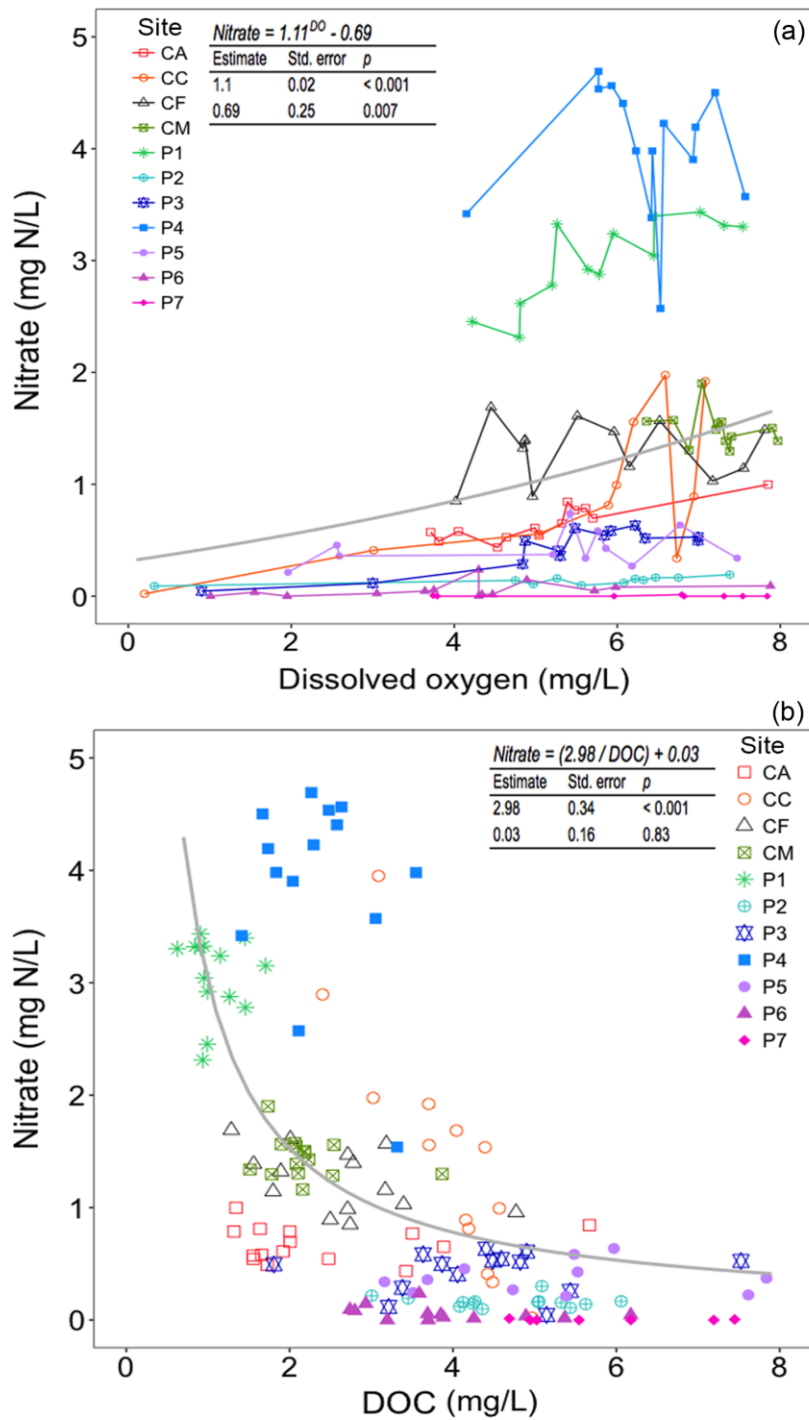 (a)
Site
CA
CC
CF
CM
P1
P2
P3
P4
P5
P6
P7
Nitrate = 1.11^DO - 0.69
Estimate Std. error p
1.1 0.02 < 0.001
0.69 0.25 0.007
5
4
3
2
1
0
Nitrate (mg N/L)
0 2 4 6 8
Dissolved oxygen (mg/L)
(b)
Nitrate = (2.98 / DOC) + 0.03
Estimate Std. error p
2.98 0.34 < 0.001
0.03 0.16 0.83
Site
CA
CC
CF
CM
P1
P2
P3
P4
P5
P6
P7
5
4
3
2
1
0
Nitrate (mg N/L)
0 2 4 6 8
DOC (mg/L)